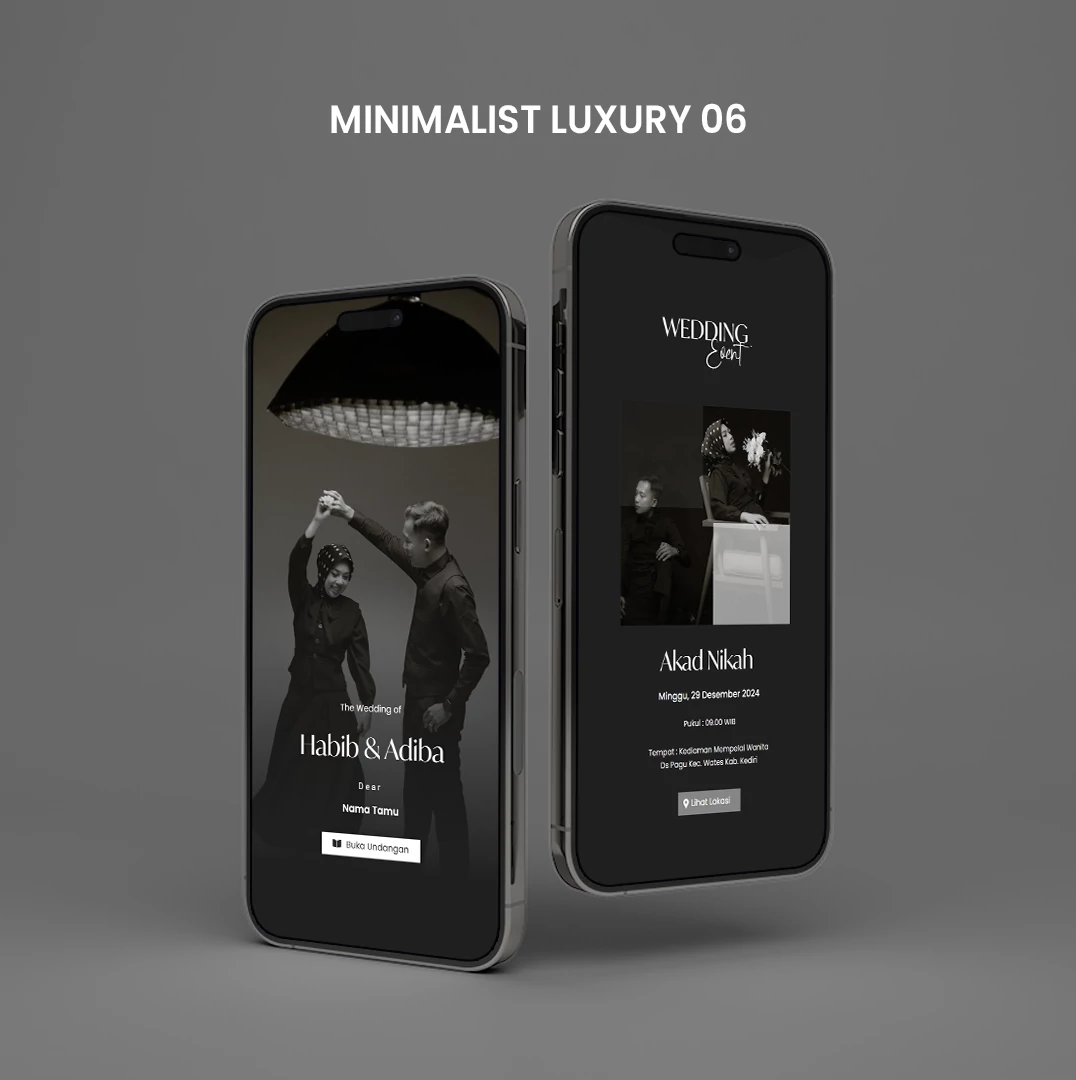 MINIMALIST LUXURY 06
The Wedding of
Habib & Adiba
Dear
Nama Tamu
Buka Undangan
WEDDING
Event
Akad Nikah
Minggu, 29 Desember 2024
Pukul : 09.00 WIB
Tempat : Kediaman Mempelai Wanita
Ds Pagu Kec. Wates Kab. Kediri
Lihat Lokasi